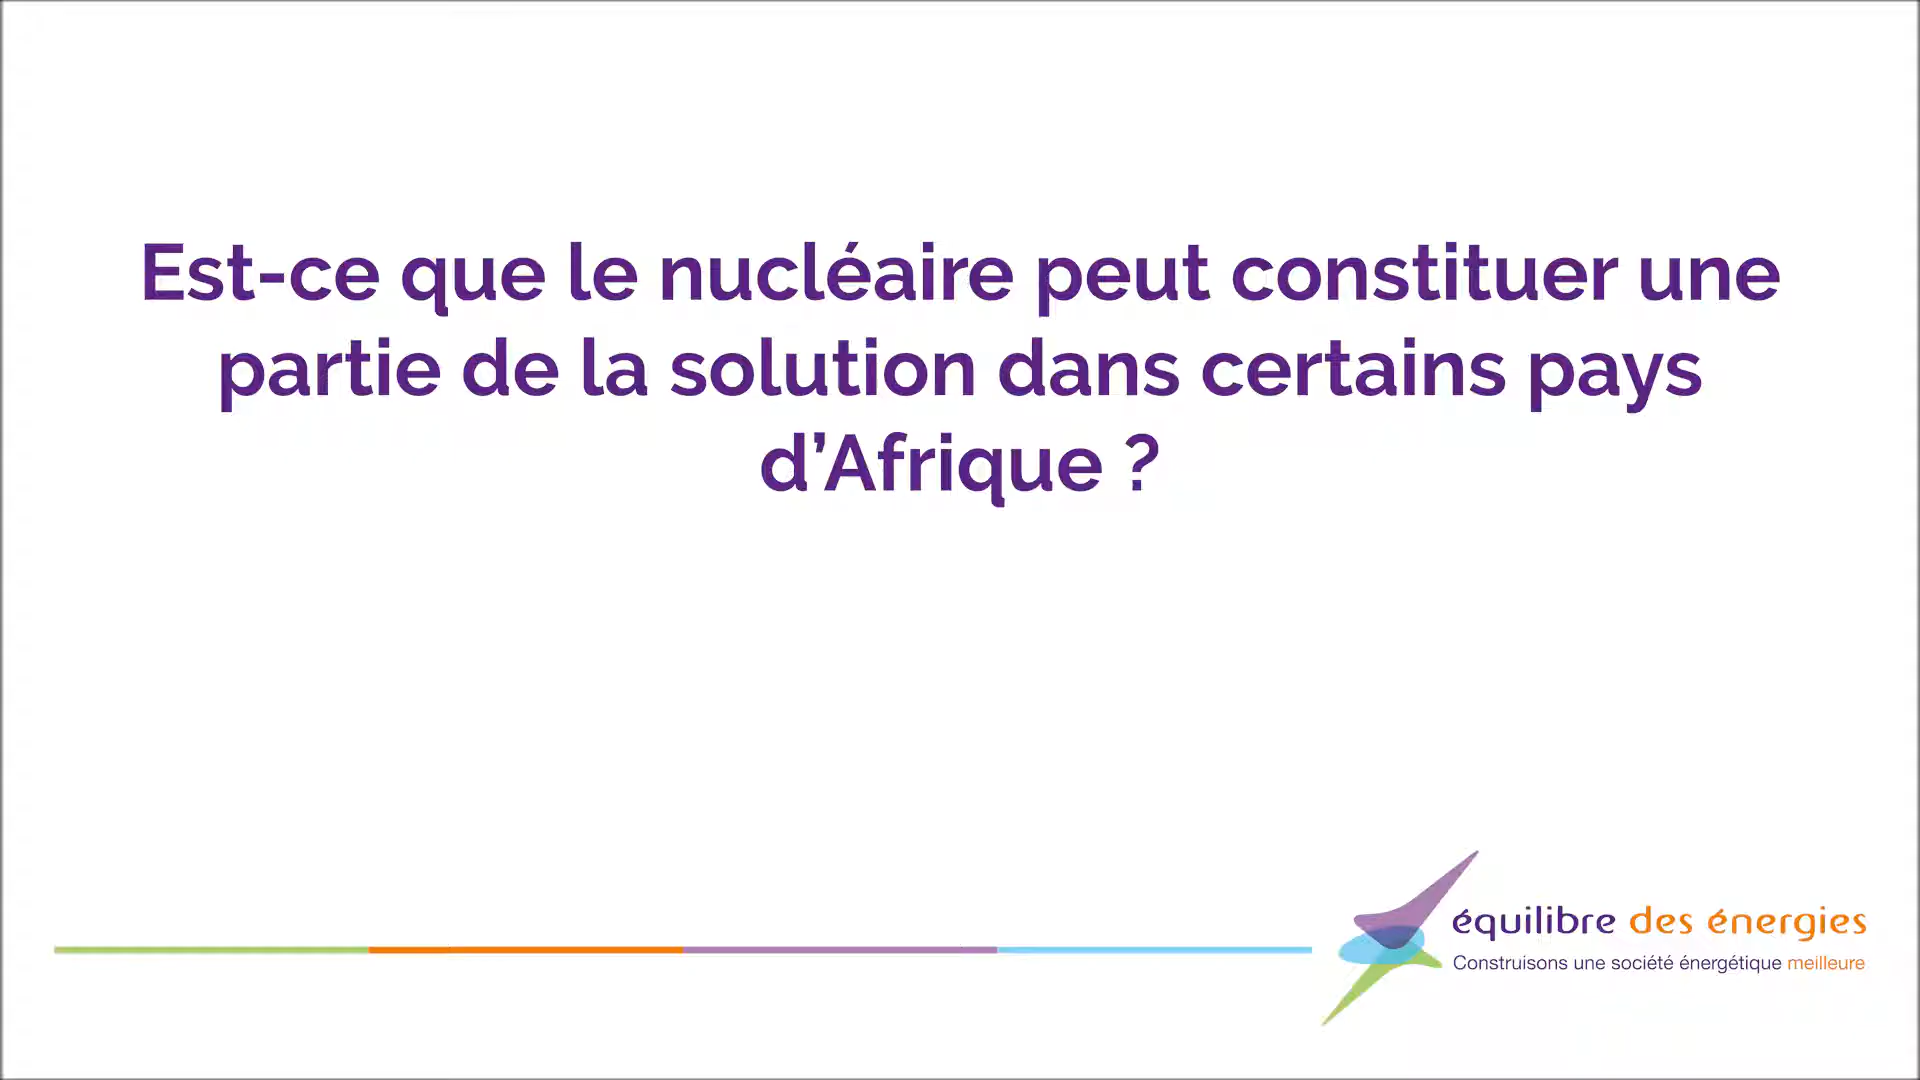 Est-ce que le nucléaire peut constituer une
partie de la solution dans certains pays
d’Afrique ?
équilibre des énergies
Construisons une société énergétique meilleure